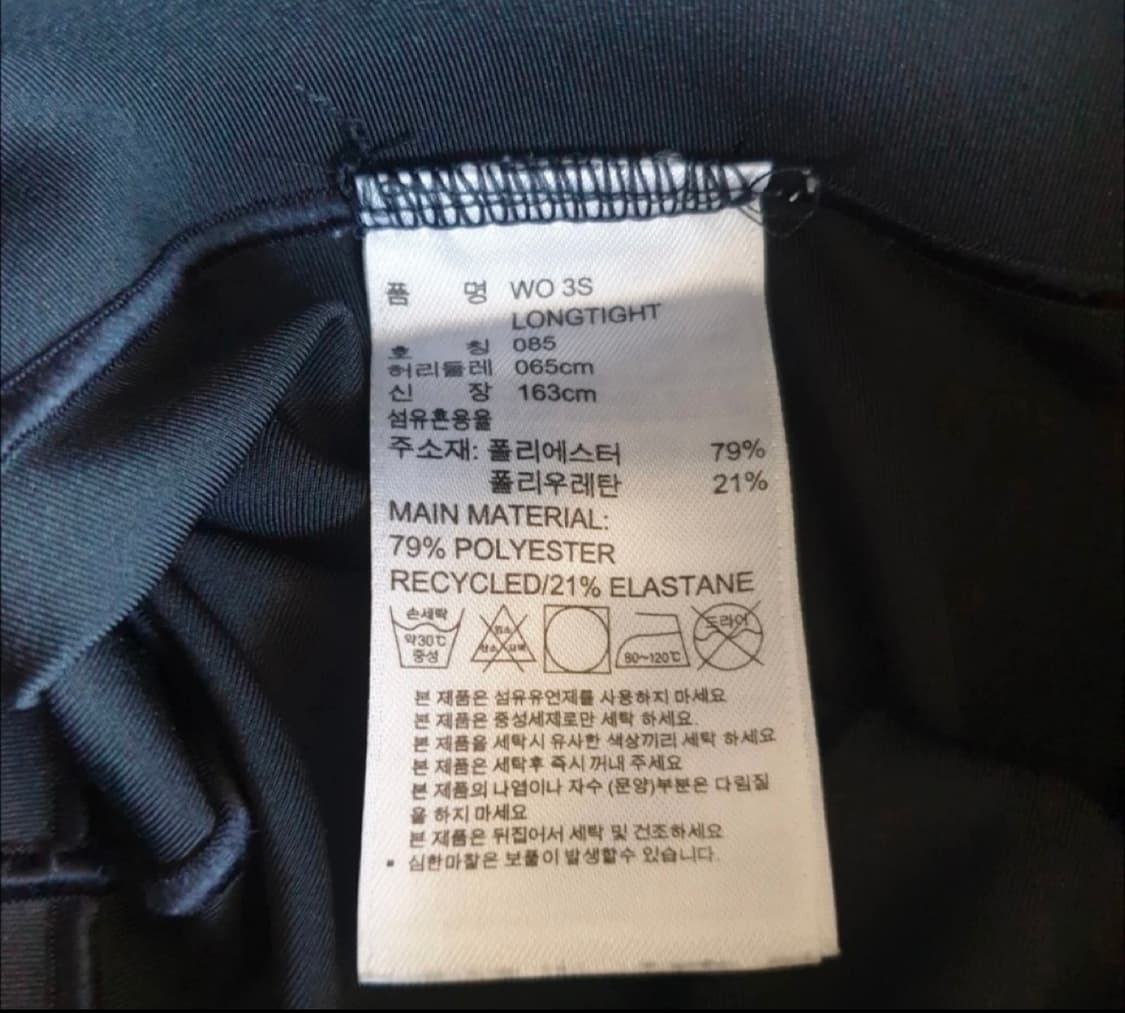 품 명 WO 3S
LONGTIGHT
호 칭 085
허리둘레 065cm
신 장 163cm
섬유혼용율
주소재: 폴리에스터 79%
폴리우레탄 21%
MAIN MATERIAL:
79% POLYESTER
RECYCLED/21% ELASTANE
손세탁
약30℃
중성
염소
산소 표백
80~120℃
드라이
본 제품은 섬유유연제를 사용하지 마세요
본 제품은 중성세제로만 세탁 하세요.
본 제품을 세탁시 유사한 색상끼리 세탁 하세요
본 제품은 세탁후 즉시 꺼내 주세요
본 제품의 나염이나 자수 (문양)부분은 다림질
을 하지 마세요
본 제품은 뒤집어서 세탁 및 건조하세요
▪ 심한마찰은 보풀이 발생할수 있습니다.